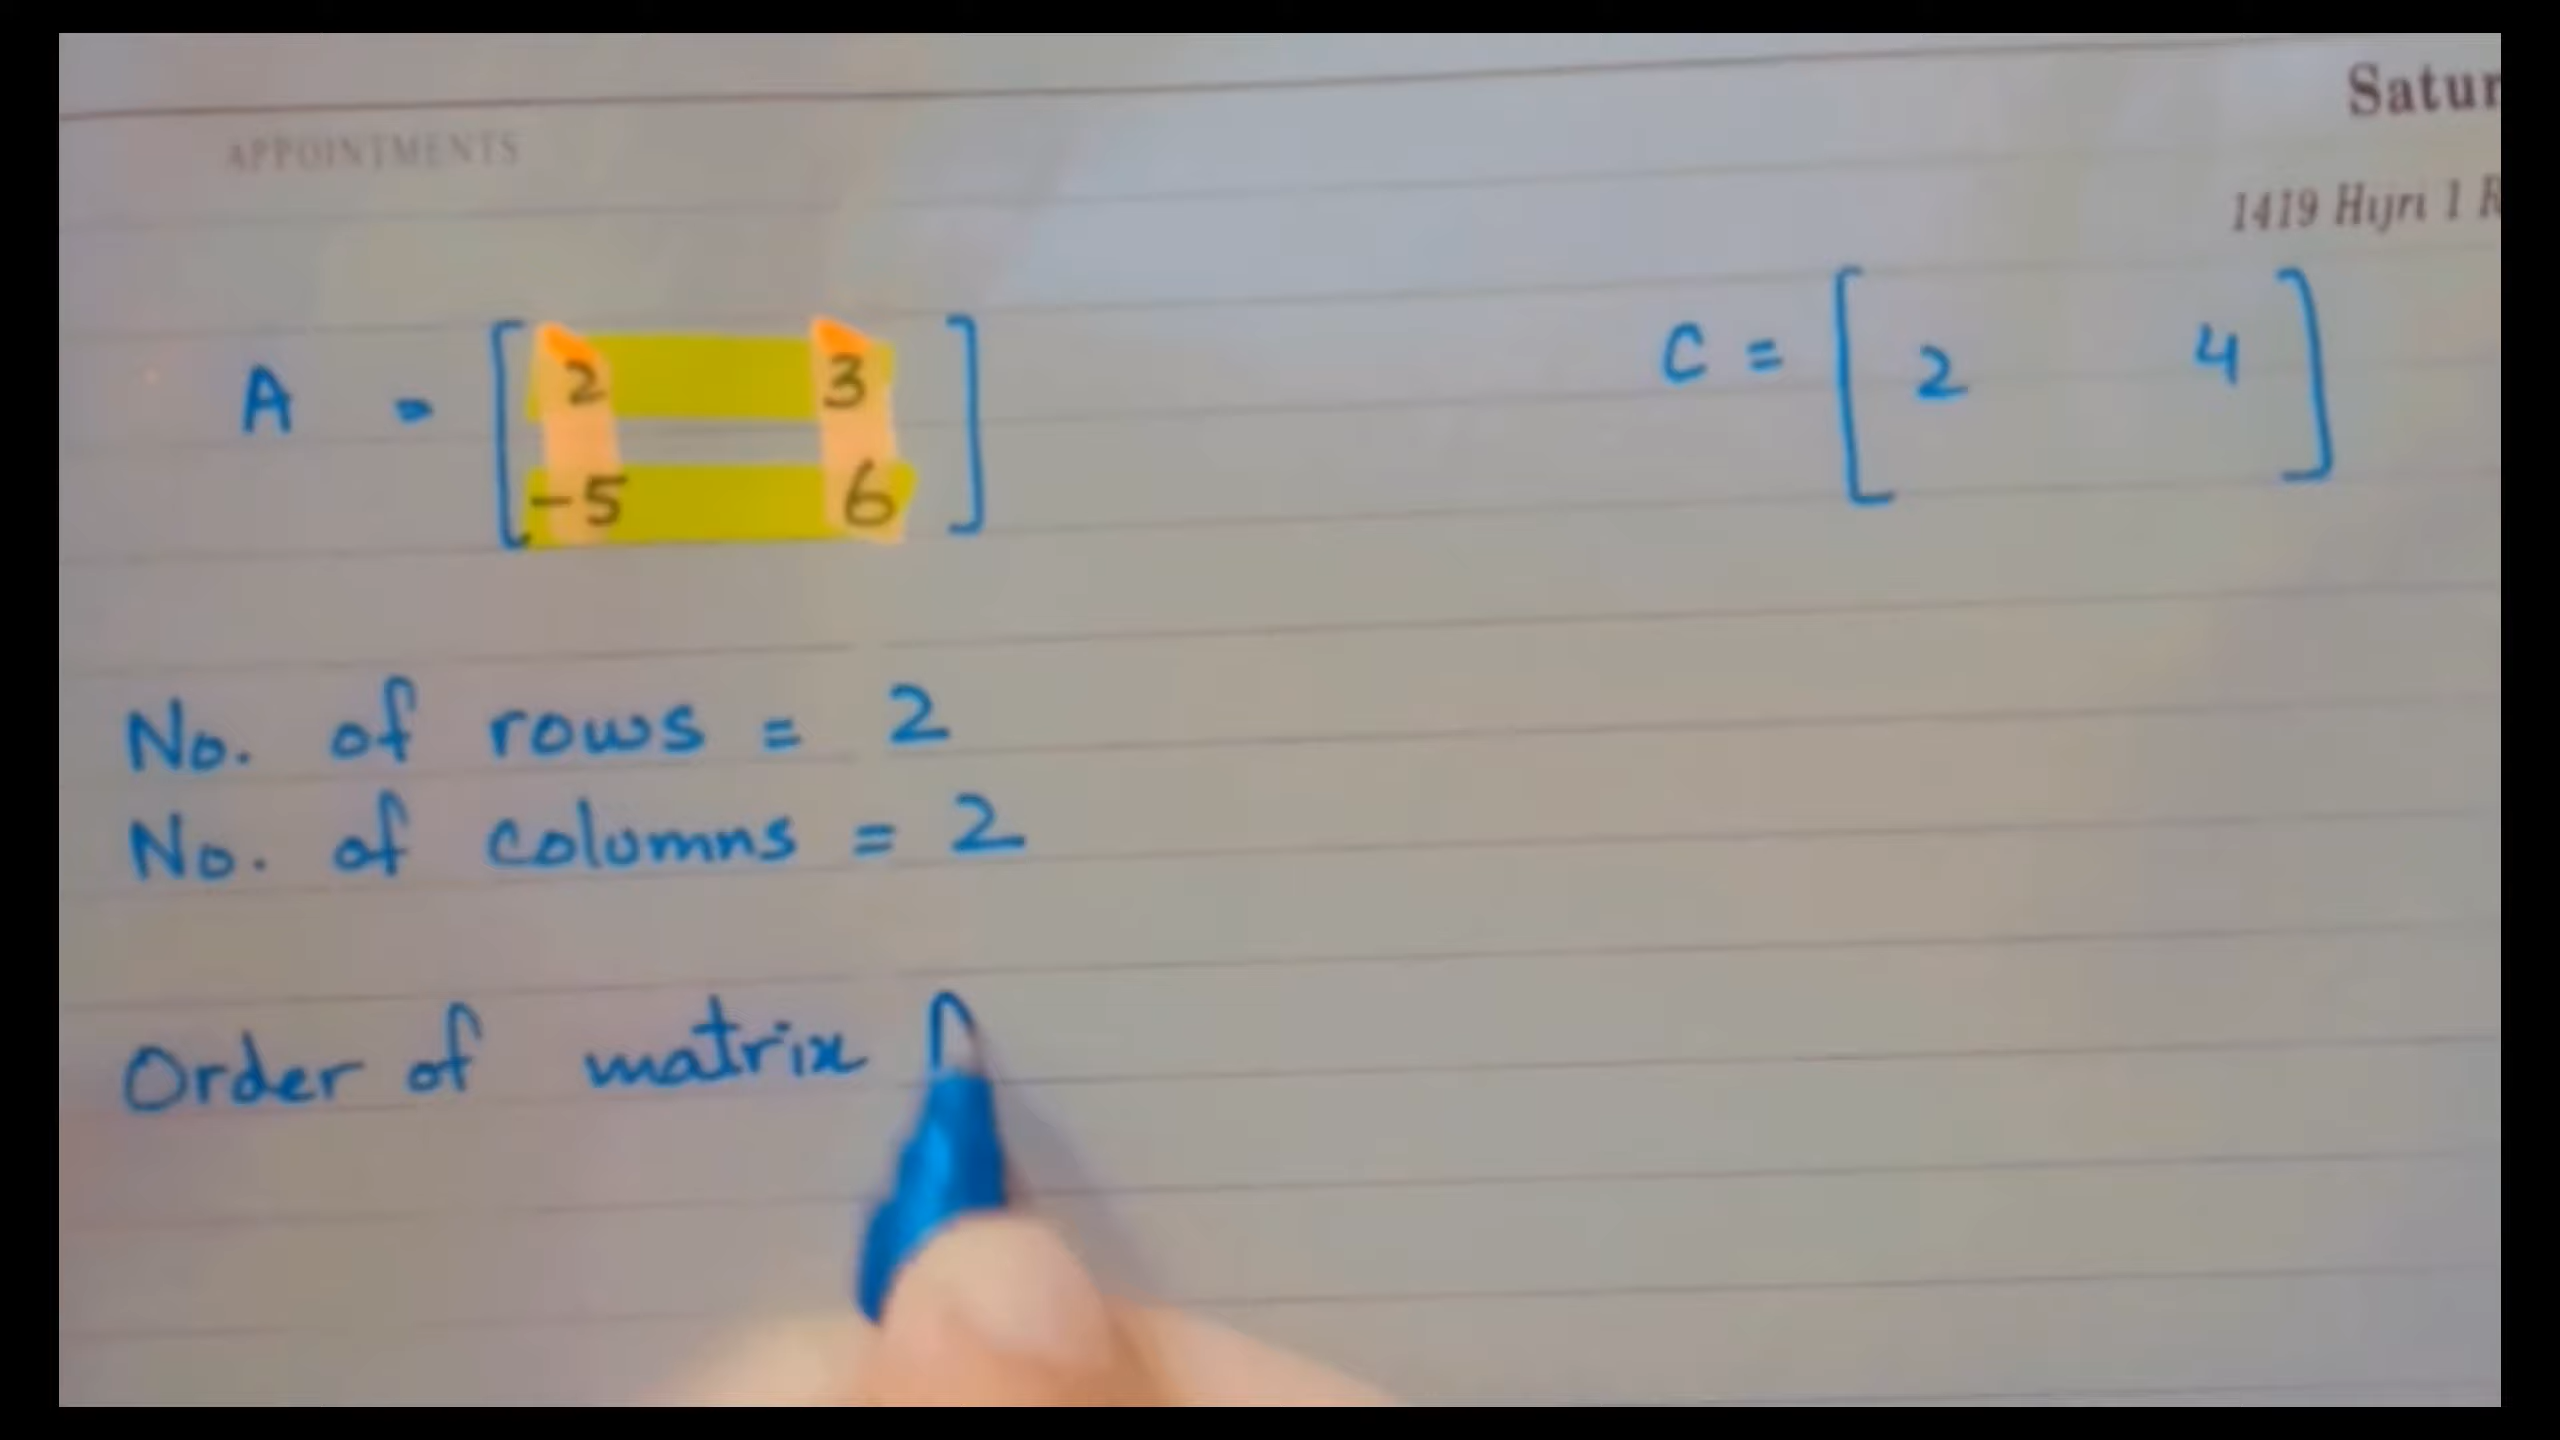 APPOINTMENTS
Satur
1419 Hijri 1 R
A = [ 2 3
-5 6 ]
C = [ 2 4 ]
No. of rows = 2
No. of columns = 2
Order of matrix